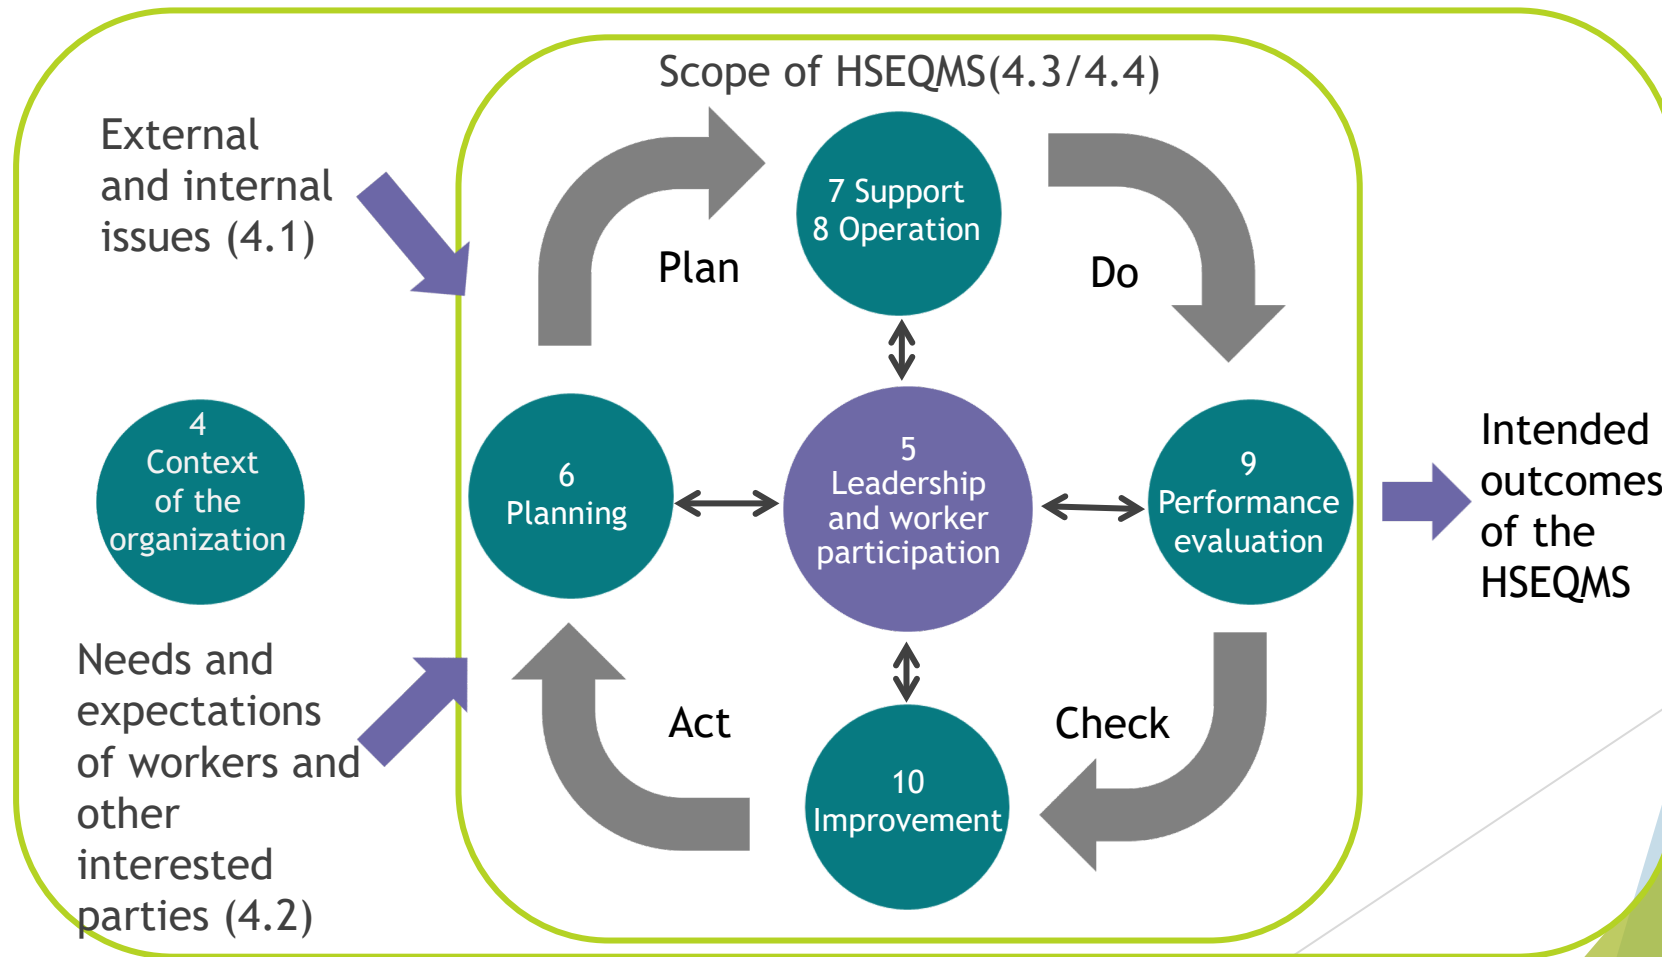 Scope of HSEQMS(4.3/4.4)
External
and internal
issues (4.1)
7 Support
8 Operation
Plan
Do
4
Context
of the
organization
6
Planning
5
Leadership
and worker
participation
9
Performance
evaluation
Intended
outcomes
of the
HSEQMS
Needs and
expectations
of workers and
other
interested
parties (4.2)
Act
Check
10
Improvement